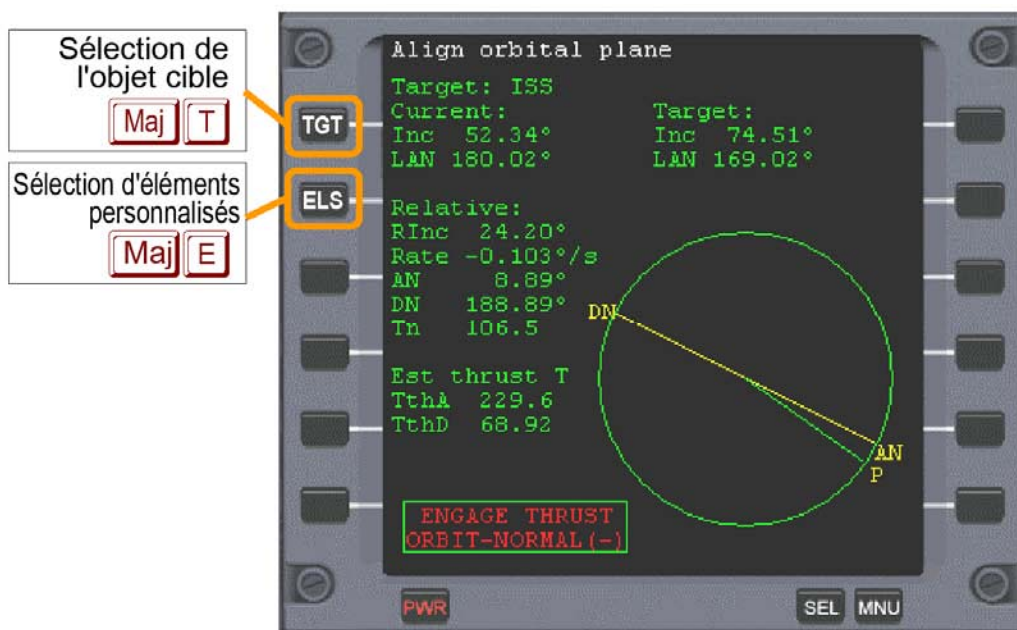 Sélection de
l'objet cible
Maj T
Sélection d'éléments
personnalisés
Maj E
TGT
ELS
Align orbital plane
Target: ISS
Current: Target:
Inc 52.34° Inc 74.51°
LAN 180.02° LAN 169.02°
Relative:
RInc 24.20°
Rate -0.103°/s
AN 8.89°
DN 188.89°
Tn 106.5
Est thrust T
TthA 229.6
TthD 68.92
DN
AN
P
ENGAGE THRUST
ORBIT-NORMAL(-)
PWR SEL MNU